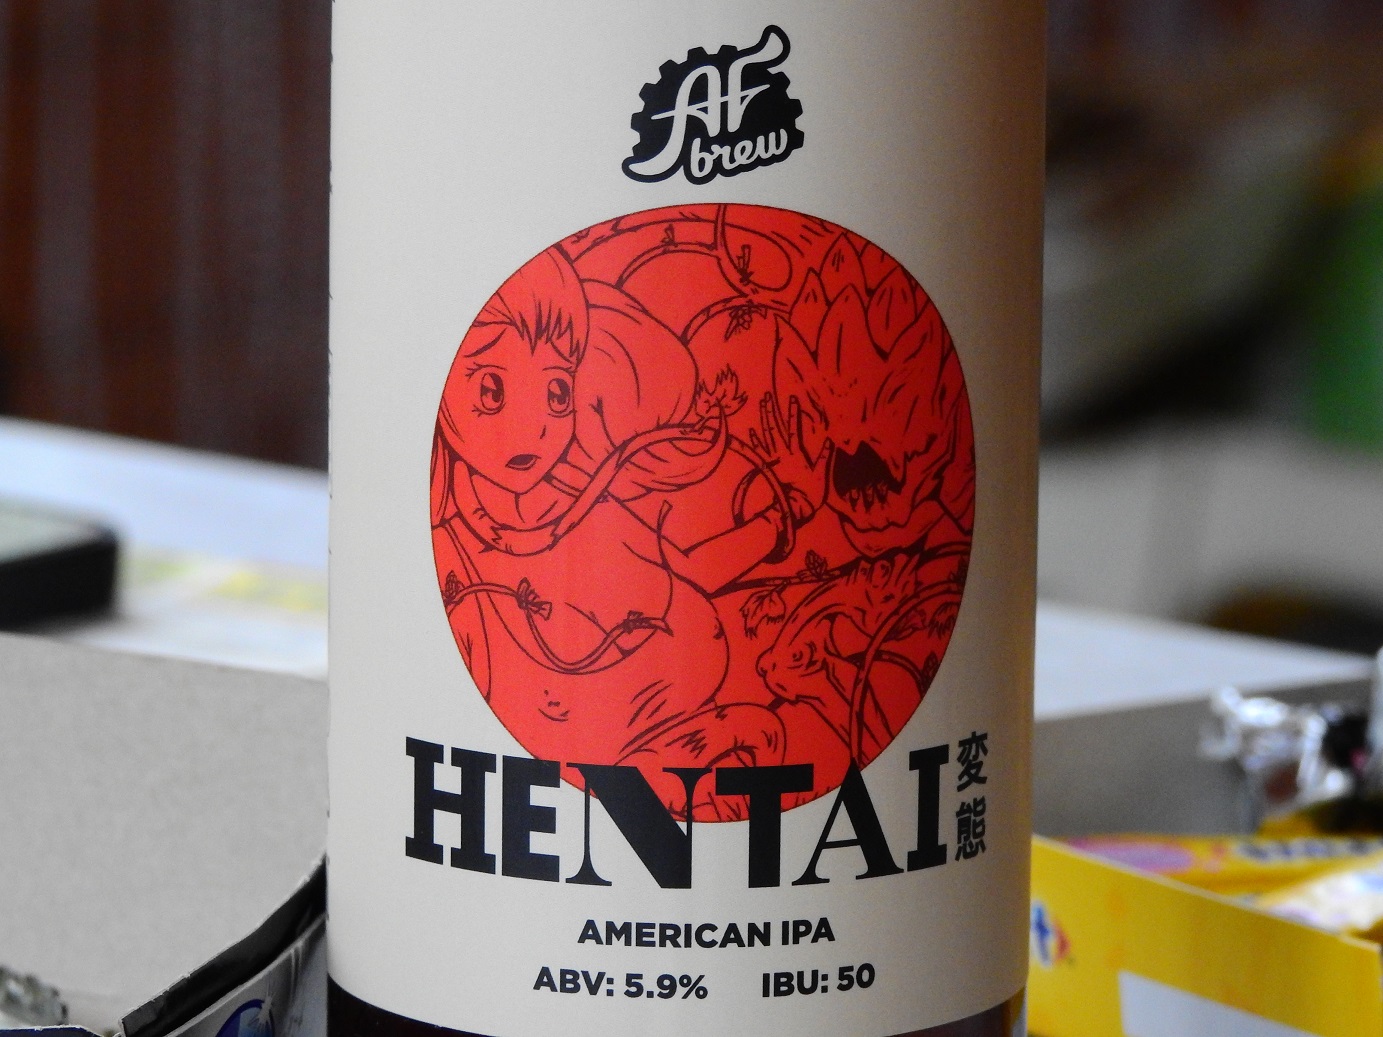 AF
brew
HENTAI
変態
AMERICAN IPA
ABV: 5.9% IBU: 50